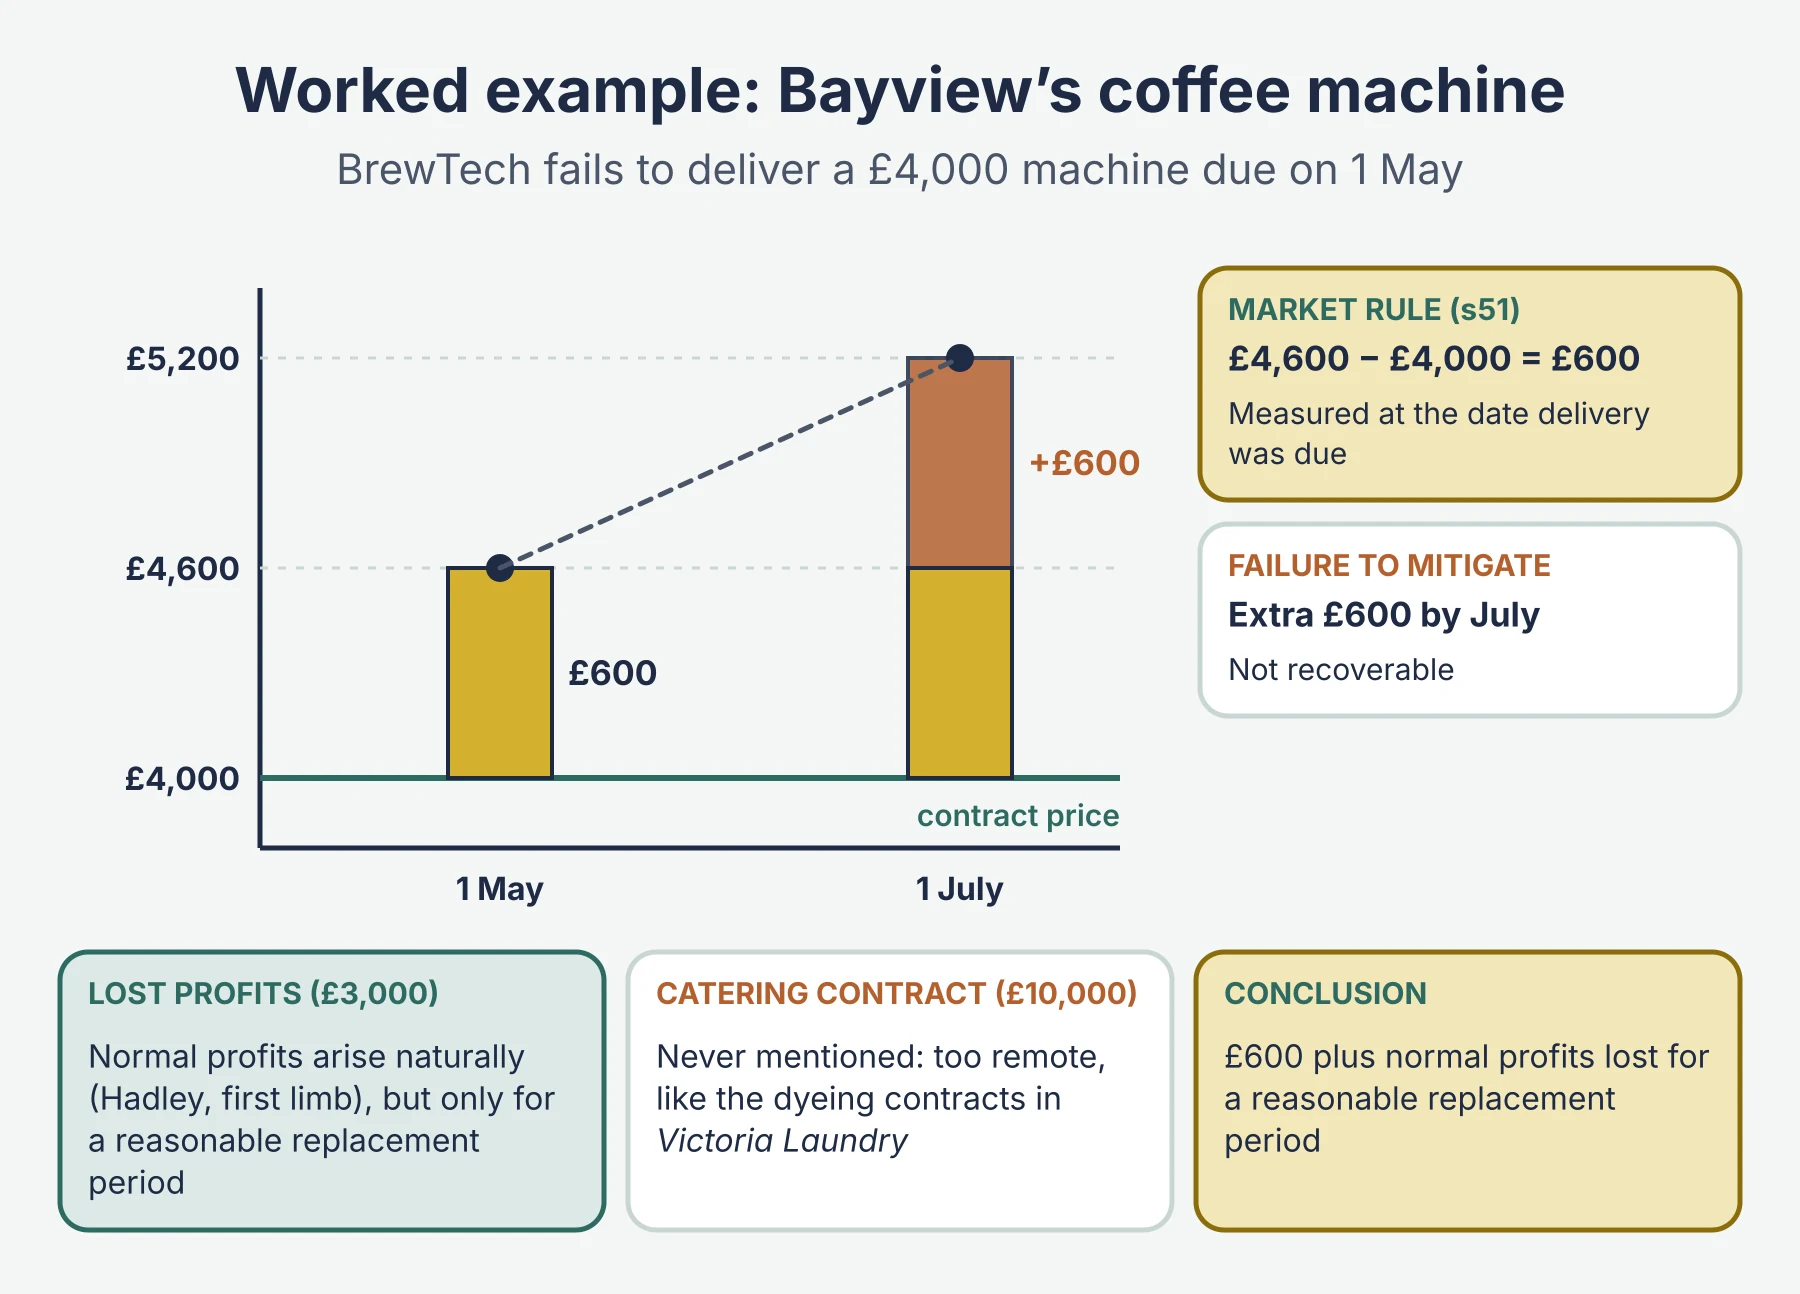 Worked example: Bayview’s coffee machine
BrewTech fails to deliver a £4,000 machine due on 1 May
£5,200
£4,600
£4,000
£600
+£600
contract price
1 May
1 July
MARKET RULE (s51)
£4,600 − £4,000 = £600
Measured at the date delivery
was due
FAILURE TO MITIGATE
Extra £600 by July
Not recoverable
LOST PROFITS (£3,000)
Normal profits arise naturally
(Hadley, first limb), but only for
a reasonable replacement
period
CATERING CONTRACT (£10,000)
Never mentioned: too remote,
like the dyeing contracts in
Victoria Laundry
CONCLUSION
£600 plus normal profits lost for
a reasonable replacement
period